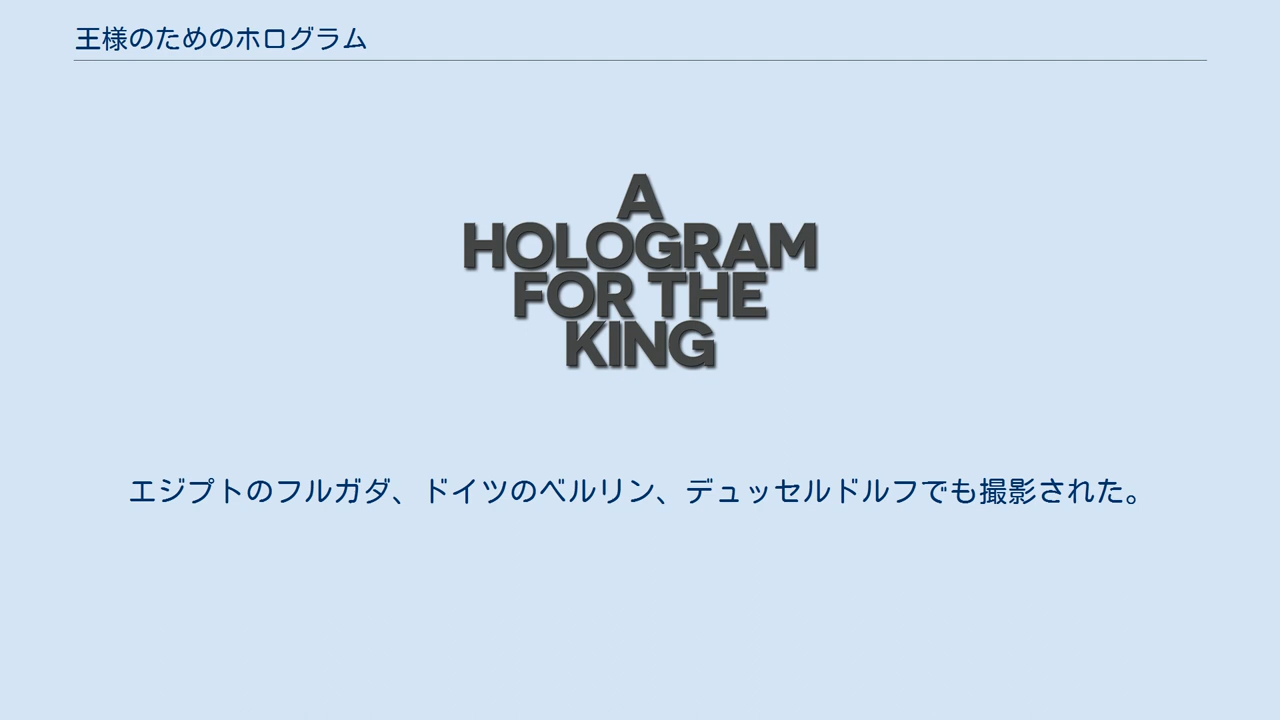 王様のためのホログラム
A
HOLOGRAM
FOR THE
KING
エジプトのフルガダ、ドイツのベルリン、デュッセルドルフでも撮影された。